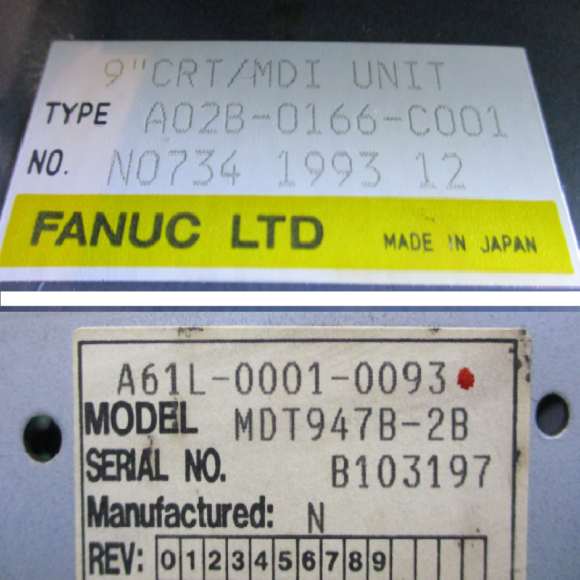 9"CRT/MDI UNIT
TYPE A02B-0166-C001
NO. N0734 1993 12
FANUC LTD MADE IN JAPAN
A61L-0001-0093
MODEL MDT947B-2B
SERIAL NO. B103197
Manufactured: N
REV: 0 1 2 3 4 5 6 7 8 9